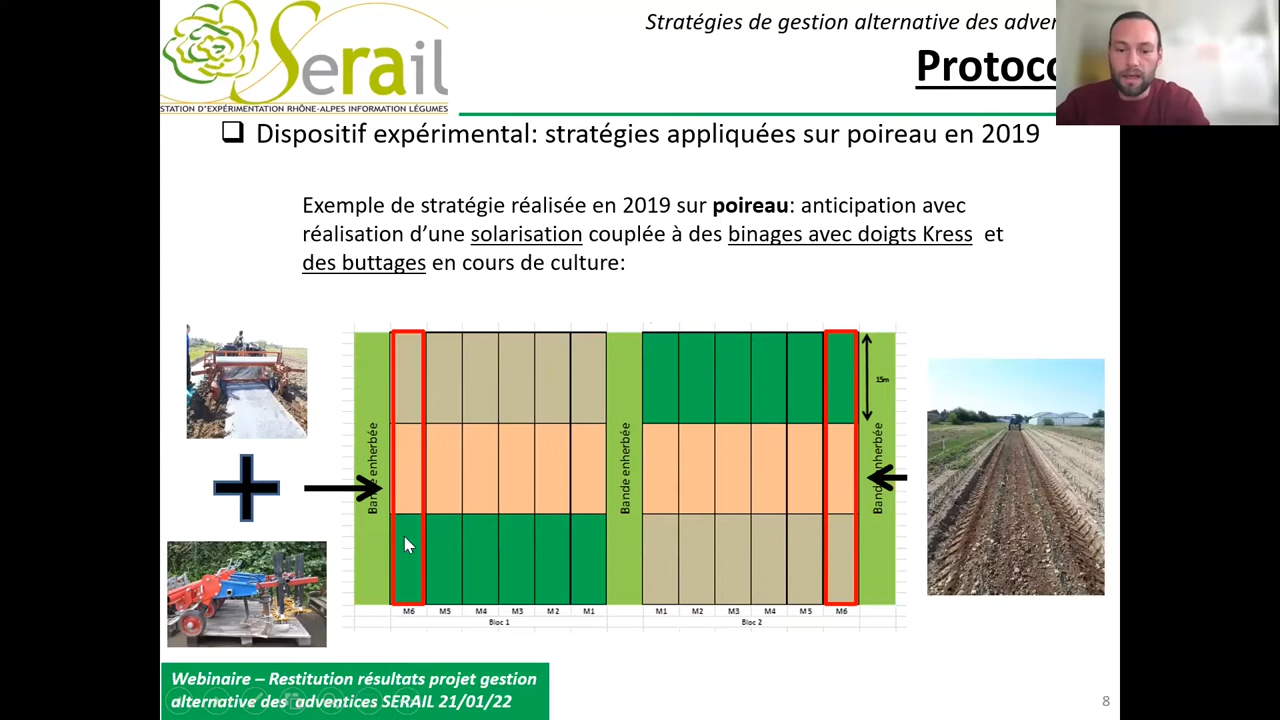 Serail
STATION D'EXPÉRIMENTATION RHÔNE-ALPES INFORMATION LÉGUMES
Stratégies de gestion alternative des
Dispositif expérimental: stratégies appliquées sur poireau en 2019
Exemple de stratégie réalisée en 2019 sur poireau: anticipation avec
réalisation d'une solarisation couplée à des binages avec doigts Kress et
des buttages en cours de culture:
Bande enherbée
Bande enherbée
Bande enherbée
15m
M6 M5 M4 M3 M2 M1 M1 M2 M3 M4 M5 M6
Bloc 1 Bloc 2
Webinaire – Restitution résultats projet gestion
alternative des adventices SERAIL 21/01/22
8